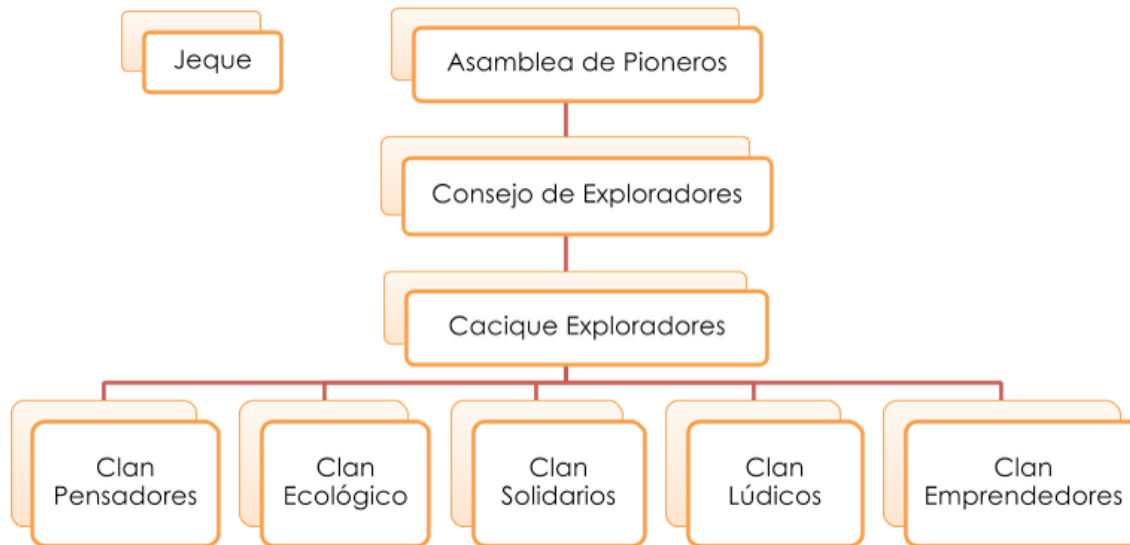 Jeque
Asamblea de Pioneros
Consejo de Exploradores
Cacique Exploradores
Clan
Pensadores
Clan
Ecológico
Clan
Solidarios
Clan
Lúdicos
Clan
Emprendedores